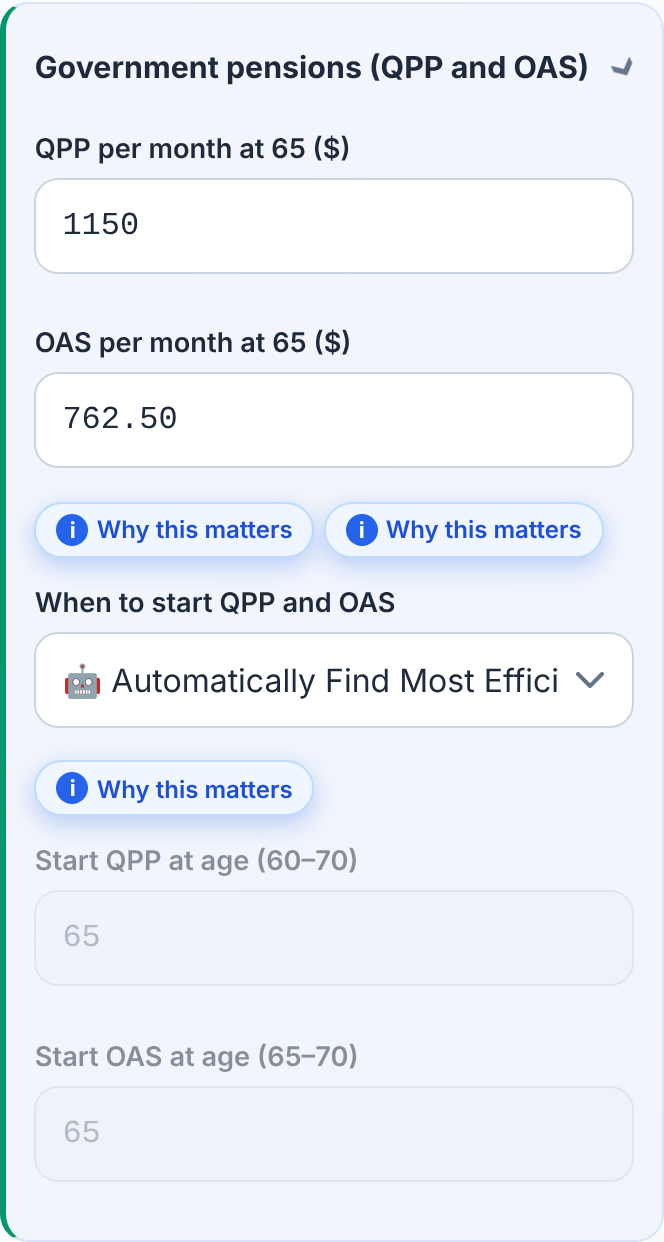 Government pensions (QPP and OAS)
QPP per month at 65 ($)
1150
OAS per month at 65 ($)
762.50
i Why this matters i Why this matters
When to start QPP and OAS
🤖 Automatically Find Most Effici
i Why this matters
Start QPP at age (60–70)
65
Start OAS at age (65–70)
65